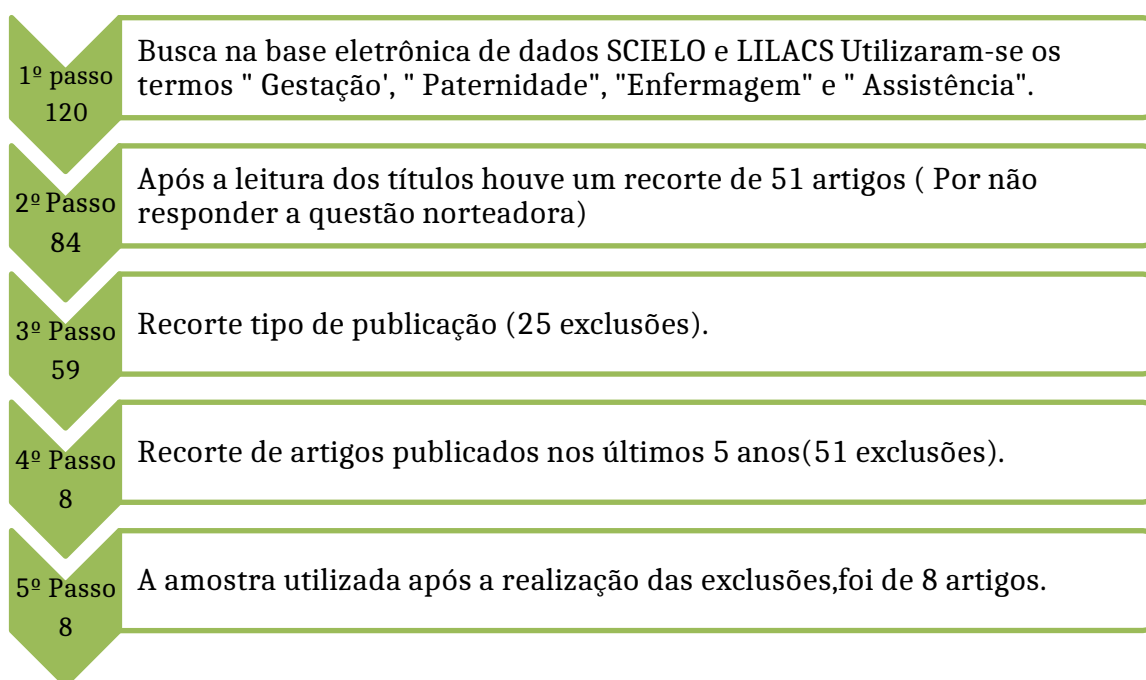 1º passo
120
Busca na base eletrônica de dados SCIELO e LILACS Utilizaram-se os
termos " Gestação', " Paternidade", "Enfermagem" e " Assistência".
2º Passo
84
Após a leitura dos títulos houve um recorte de 51 artigos ( Por não
responder a questão norteadora)
3º Passo
59
Recorte tipo de publicação (25 exclusões).
4º Passo
8
Recorte de artigos publicados nos últimos 5 anos(51 exclusões).
5º Passo
8
A amostra utilizada após a realização das exclusões,foi de 8 artigos.